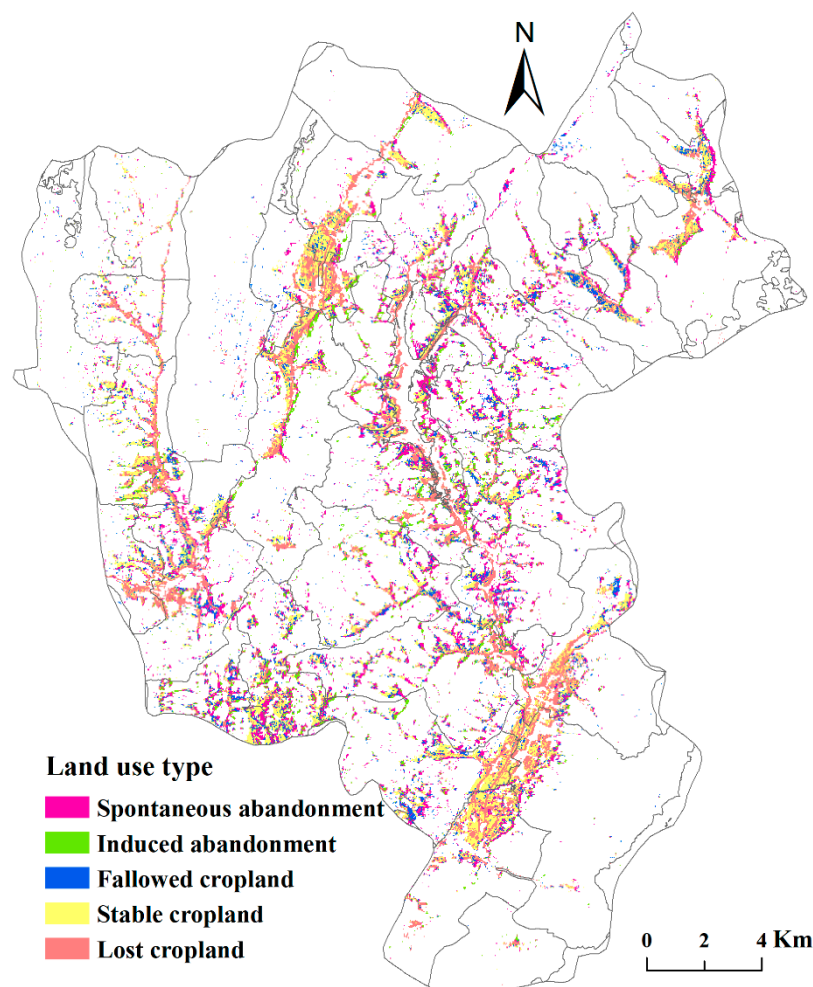 N
Land use type
Spontaneous abandonment
Induced abandonment
Fallowed cropland
Stable cropland
Lost cropland
0 2 4 Km